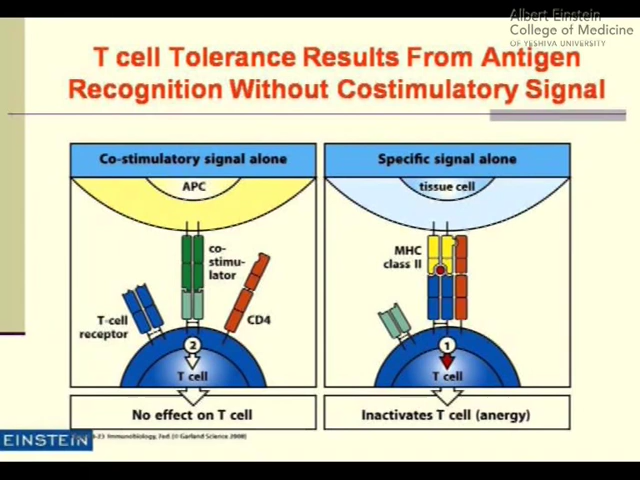 Albert Einstein
College of Medicine
OF YESHIVA UNIVERSITY
T cell Tolerance Results From Antigen
Recognition Without Costimulatory Signal
Co-stimulatory signal alone
APC
co-
stimu-
lator
T-cell
receptor
CD4
2
T cell
No effect on T cell
Specific signal alone
tissue cell
MHC
class II
1
T cell
Inactivates T cell (anergy)
EINSTEIN
-23 Immunobiology, 7ed. (© Garland Science 2008)